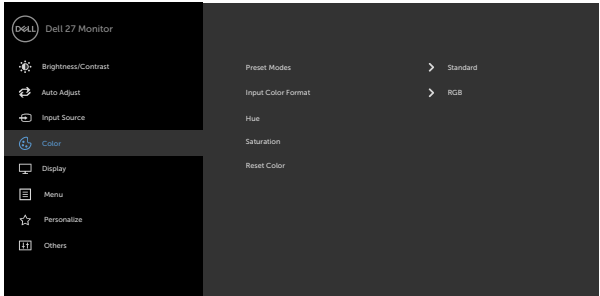 DELL
Dell 27 Monitor
Brightness/Contrast
Auto Adjust
Input Source
Color
Display
Menu
Personalize
Others
Preset Modes > Standard
Input Color Format > RGB
Hue
Saturation
Reset Color